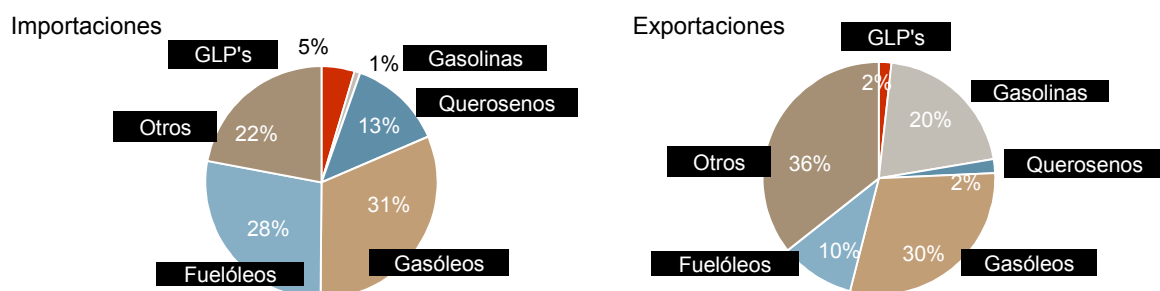 Importaciones
GLP's
5%
1%
Gasolinas
Querosenos
13%
Otros
22%
31%
28%
Gasóleos
Fuelóleos
Exportaciones
GLP's
2%
Gasolinas
20%
Otros
36%
Querosenos
2%
Fuelóleos
10%
30%
Gasóleos